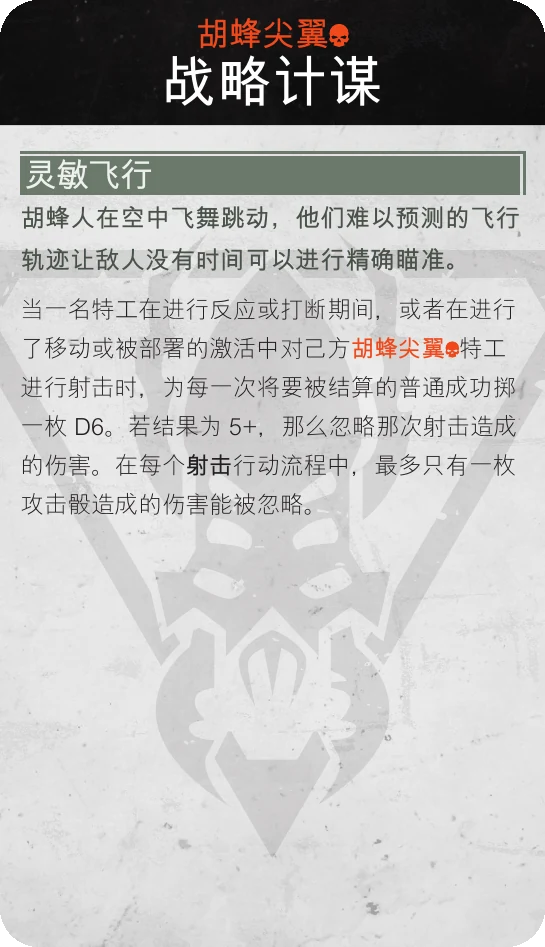 胡蜂尖翼
战略计谋
灵敏飞行
胡蜂人在空中飞舞跳动，他们难以预测的飞行
轨迹让敌人没有时间可以进行精确瞄准。
当一名特工在进行反应或打断期间，或者在进行
了移动或被部署的激活中对己方胡蜂尖翼特工
进行射击时，为每一次将要被结算的普通成功掷
一枚 D6。若结果为 5+，那么忽略那次射击造成
的伤害。在每个射击行动流程中，最多只有一枚
攻击骰造成的伤害能被忽略。